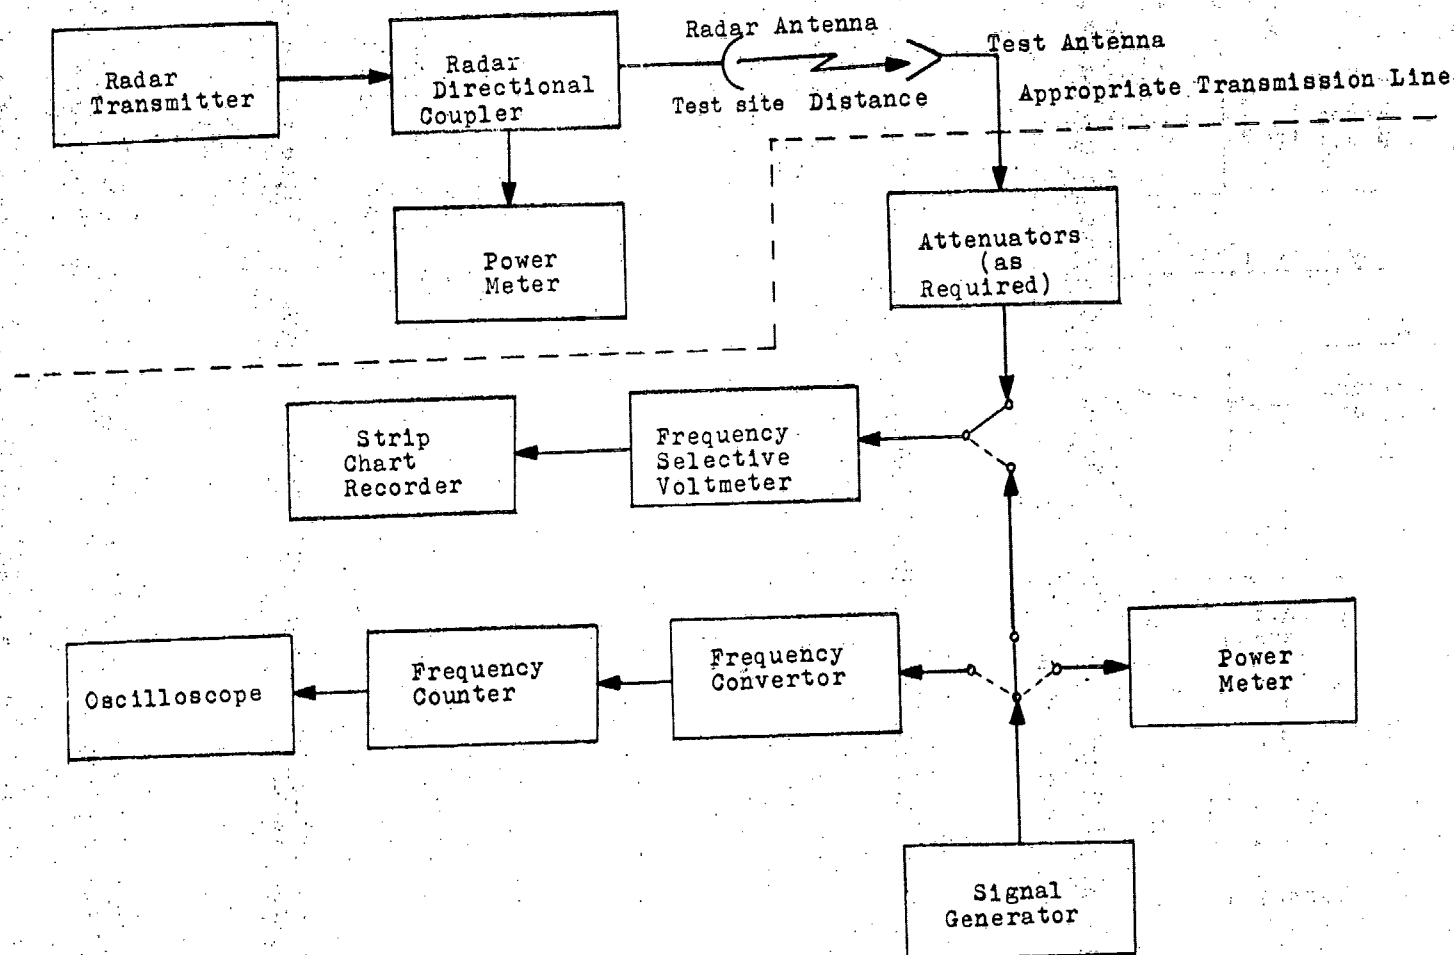 Radar
Transmitter
Radar
Directional
Coupler
Radar Antenna
Test site Distance
Test Antenna
Appropriate Transmission Line
Power
Meter
Attenuators
(as
Required)
Strip
Chart
Recorder
Frequency
Selective
Voltmeter
Oscilloscope
Frequency
Counter
Frequency
Convertor
Power
Meter
Signal
Generator